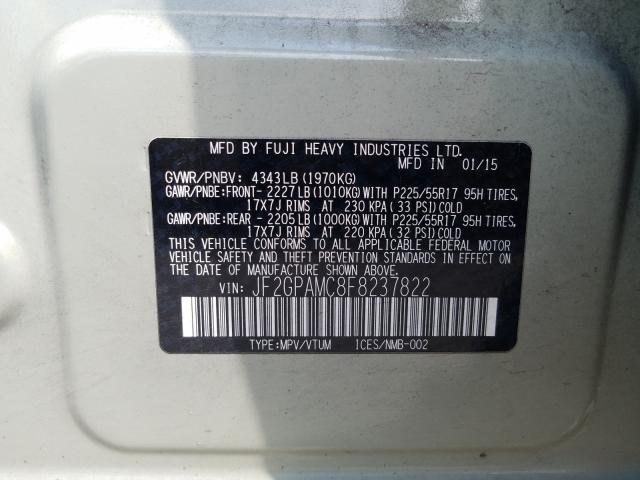 MFD BY FUJI HEAVY INDUSTRIES LTD.
MFD IN 01/15
GVWR/PNBV: 4343LB (1970KG)
GAWR/PNBE:FRONT- 2227LB(1010KG)WITH P225/55R17 95H TIRES,
17X7J RIMS AT 230 KPA (33 PSI)COLD
GAWR/PNBE:REAR - 2205LB(1000KG)WITH P225/55R17 95H TIRES,
17X7J RIMS AT 220 KPA (32 PSI)COLD
THIS VEHICLE CONFORMS TO ALL APPLICABLE FEDERAL MOTOR
VEHICLE SAFETY, BUMPER, AND THEFT PREVENTION STANDARDS
IN EFFECT ON THE DATE OF MANUFACTURE SHOWN ABOVE.
VIN: JF2GPAMC8F8237822
TYPE:MPV/VTUM ICES/NMB-002